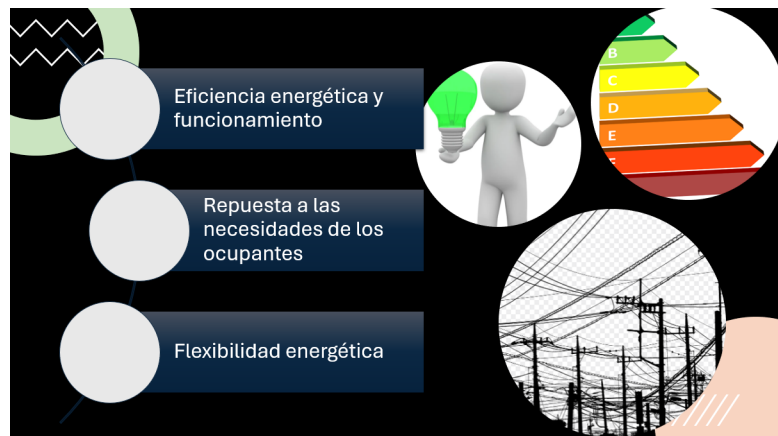 Eficiencia energética y
funcionamiento
Repuesta a las
necesidades de los
ocupantes
Flexibilidad energética
B
C
D
E